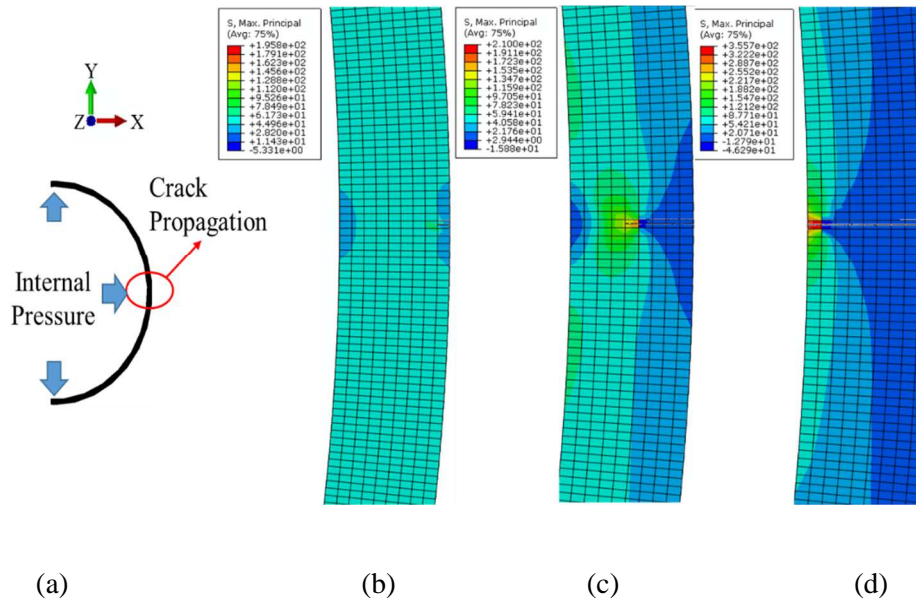 S, Max. Principal
(Avg: 75%)
+1.958e+02
+1.791e+02
+1.623e+02
+1.456e+02
+1.288e+02
+1.120e+02
+9.526e+01
+7.849e+01
+6.173e+01
+4.496e+01
+2.820e+01
+1.143e+01
-5.331e+00
S, Max. Principal
(Avg: 75%)
+2.100e+02
+1.911e+02
+1.723e+02
+1.535e+02
+1.347e+02
+1.159e+02
+9.705e+01
+7.823e+01
+5.941e+01
+4.058e+01
+2.176e+01
+2.944e+00
-1.588e+01
S, Max. Principal
(Avg: 75%)
+3.557e+02
+3.222e+02
+2.887e+02
+2.552e+02
+2.217e+02
+1.882e+02
+1.547e+02
+1.212e+02
+8.771e+01
+5.421e+01
+2.071e+01
-1.279e+01
-4.629e+01
Y
Z
X
Crack
Propagation
Internal
Pressure
(a)
(b)
(c)
(d)